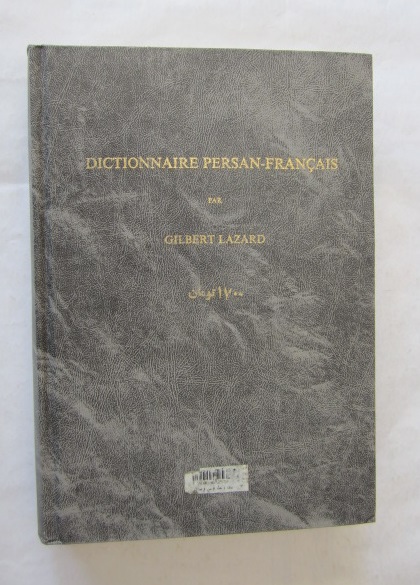 DICTIONNAIRE PERSAN-FRANÇAIS
PAR
GILBERT LAZARD
۱۷۰۰ تومان